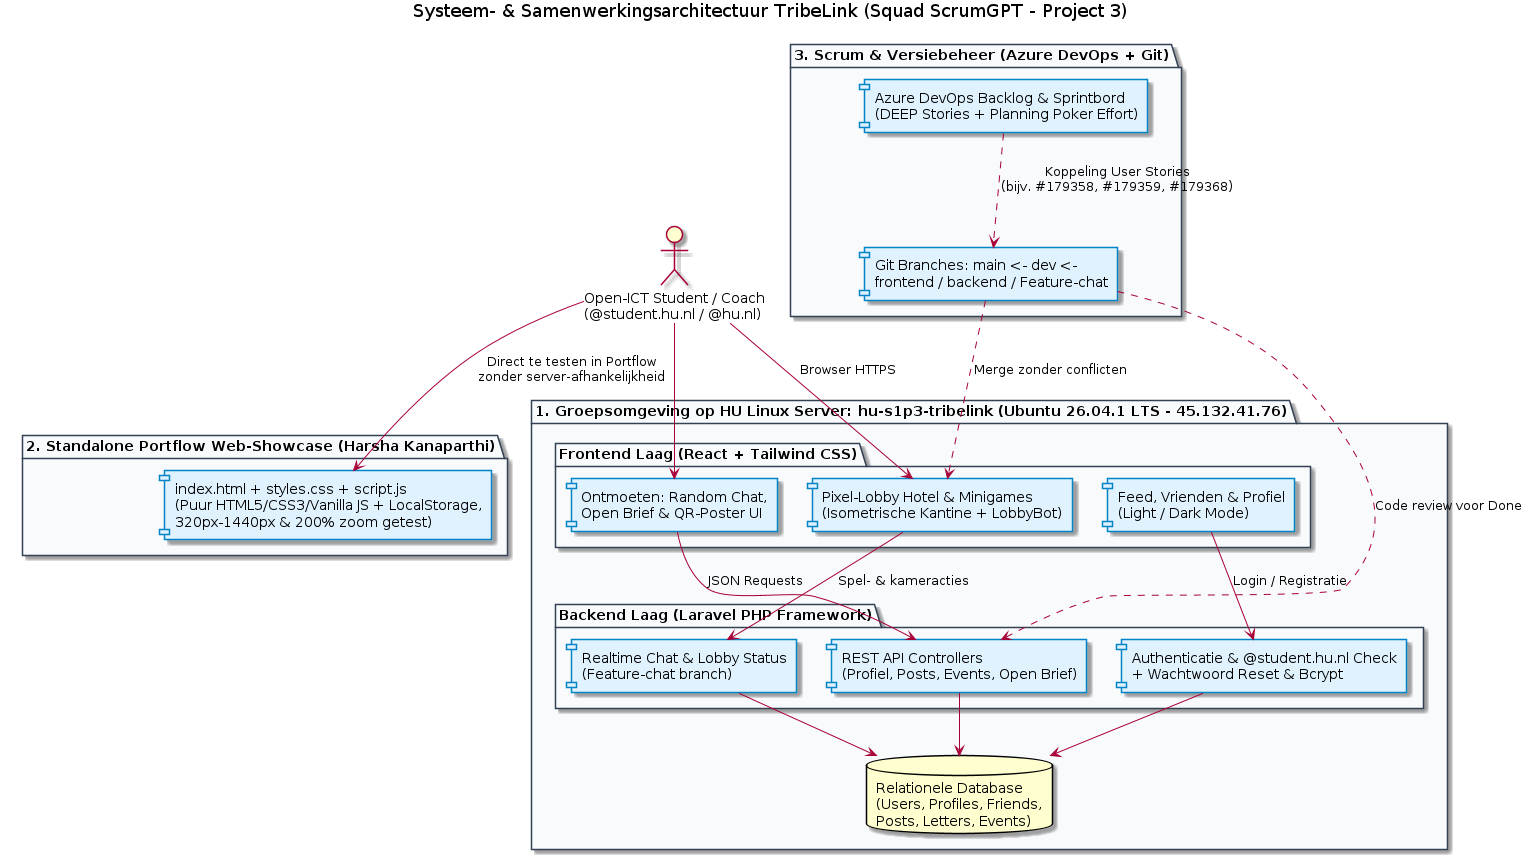 Systeem- & Samenwerkingsarchitectuur TribeLink (Squad ScrumGPT - Project 3)
3. Scrum & Versiebeheer (Azure DevOps + Git)
Azure DevOps Backlog & Sprintbord
(DEEP Stories + Planning Poker Effort)
Koppeling User Stories
(bijv. #179358, #179359, #179368)
Git Branches: main <- dev <-
frontend / backend / Feature-chat
Open-ICT Student / Coach
(@student.hu.nl / @hu.nl)
Direct te testen in Portflow
zonder server-afhankelijkheid
Browser HTTPS
Merge zonder conflicten
1. Groepsomgeving op HU Linux Server: hu-s1p3-tribelink (Ubuntu 26.04.1 LTS - 45.132.41.76)
2. Standalone Portflow Web-Showcase (Harsha Kanaparthi)
index.html + styles.css + script.js
(Puur HTML5/CSS3/Vanilla JS + LocalStorage,
320px-1440px & 200% zoom getest)
Frontend Laag (React + Tailwind CSS)
Ontmoeten: Random Chat,
Open Brief & QR-Poster UI
Pixel-Lobby Hotel & Minigames
(Isometrische Kantine + LobbyBot)
Feed, Vrienden & Profiel
(Light / Dark Mode)
Code review voor Done
JSON Requests
Spel- & kameracties
Login / Registratie
Backend Laag (Laravel PHP Framework)
Realtime Chat & Lobby Status
(Feature-chat branch)
REST API Controllers
(Profiel, Posts, Events, Open Brief)
Authenticatie & @student.hu.nl Check
+ Wachtwoord Reset & Bcrypt
Relationele Database
(Users, Profiles, Friends,
Posts, Letters, Events)